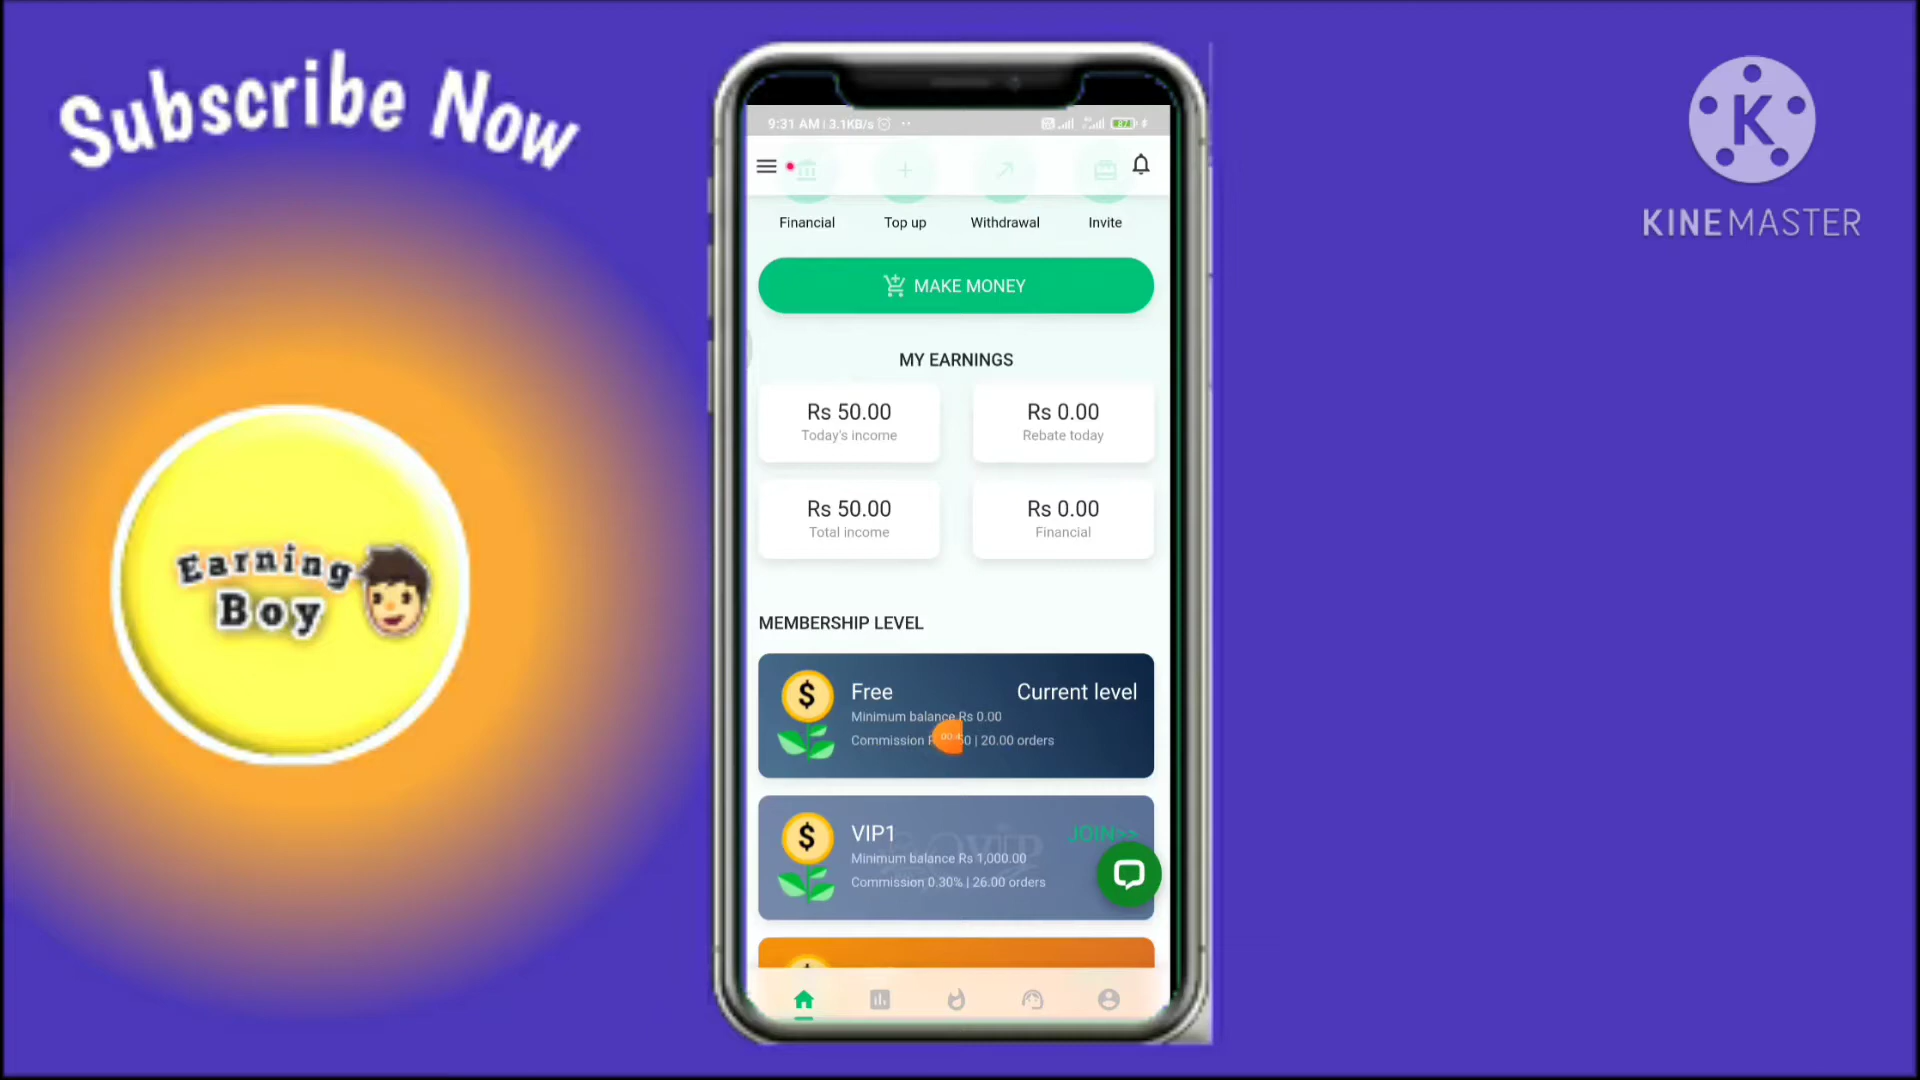 Subscribe Now
KINEMASTER
Earning
Boy
9:31 AM | 3.1KB/s
87
Financial
Top up
Withdrawal
Invite
MAKE MONEY
MY EARNINGS
Rs 50.00
Today's income
Rs 0.00
Rebate today
Rs 50.00
Total income
Rs 0.00
Financial
MEMBERSHIP LEVEL
Free
Current level
Minimum balance Rs 0.00
Commission
| 20.00 orders
VIP1
JOIN>>
Minimum balance Rs 1,000.00
Commission 0.30% | 26.00 orders